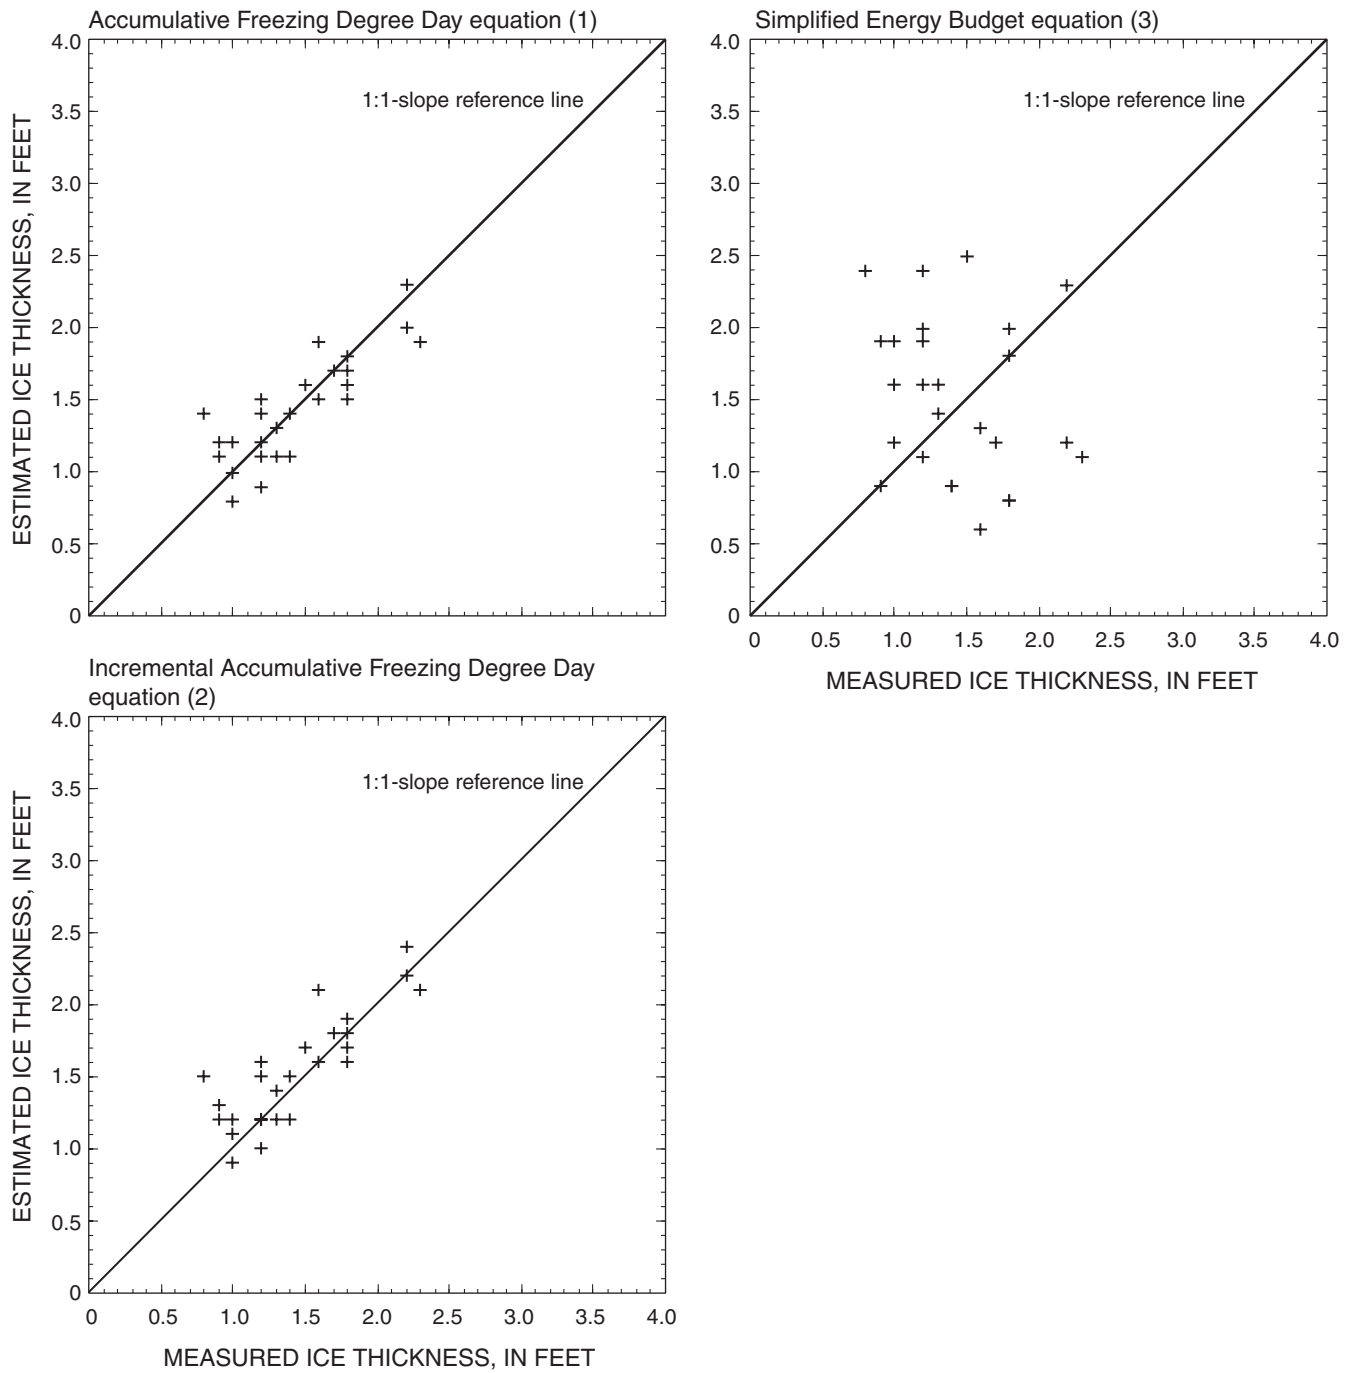 Accumulative Freezing Degree Day equation (1)
4.0
3.5
3.0
2.5
2.0
1.5
1.0
0.5
0
ESTIMATED ICE THICKNESS, IN FEET
1:1-slope reference line
Simplified Energy Budget equation (3)
4.0
3.5
3.0
2.5
2.0
1.5
1.0
0.5
0
1:1-slope reference line
0 0.5 1.0 1.5 2.0 2.5 3.0 3.5 4.0
MEASURED ICE THICKNESS, IN FEET
Incremental Accumulative Freezing Degree Day
equation (2)
4.0
3.5
3.0
2.5
2.0
1.5
1.0
0.5
0
ESTIMATED ICE THICKNESS, IN FEET
1:1-slope reference line
0 0.5 1.0 1.5 2.0 2.5 3.0 3.5 4.0
MEASURED ICE THICKNESS, IN FEET